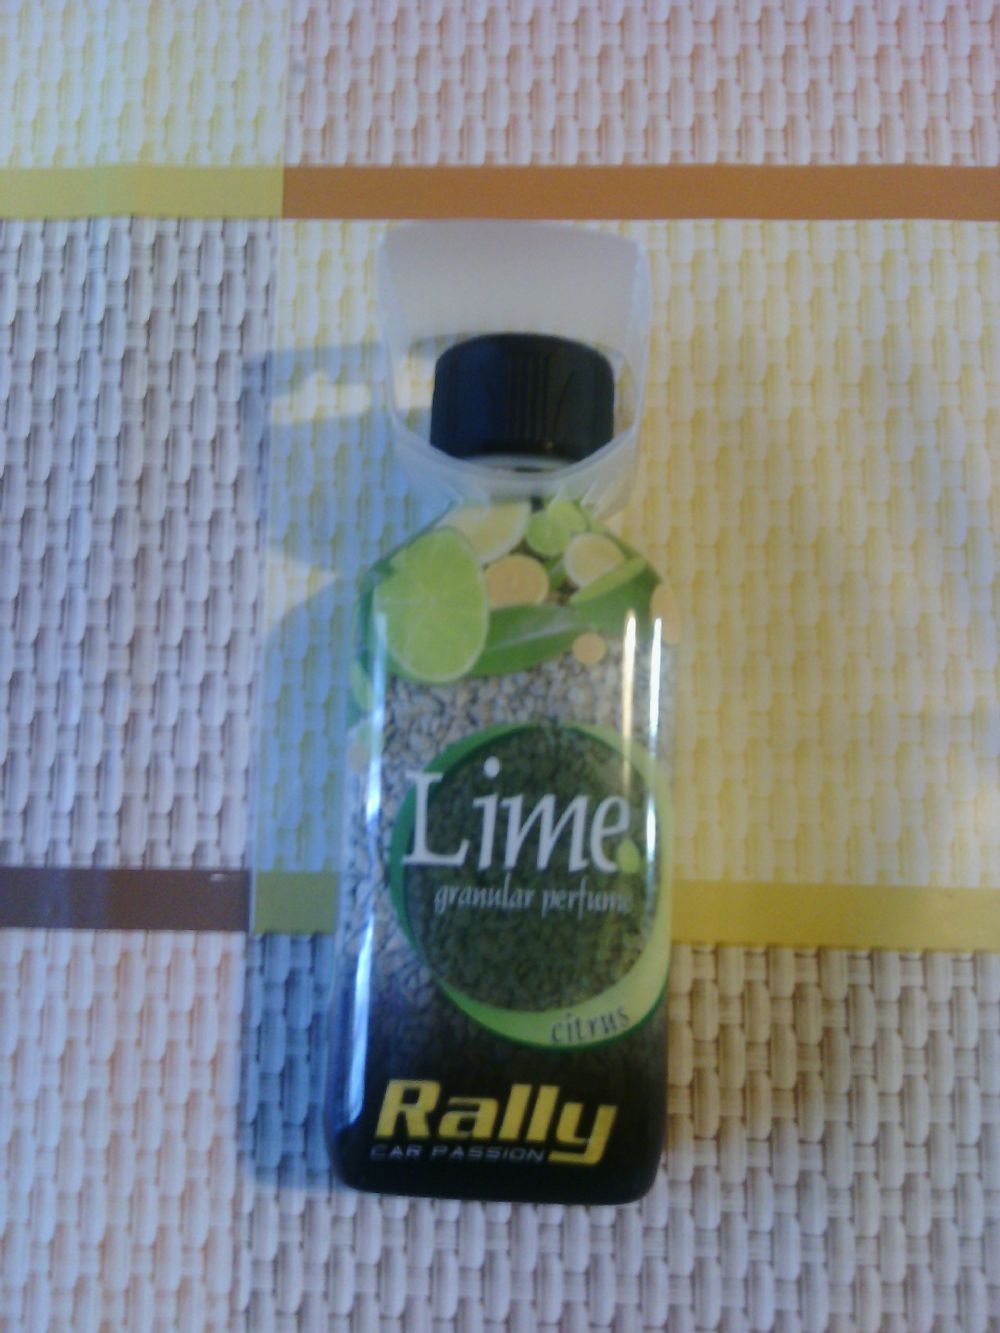 Lime
granular perfume
citrus
Rally
CAR PASSION